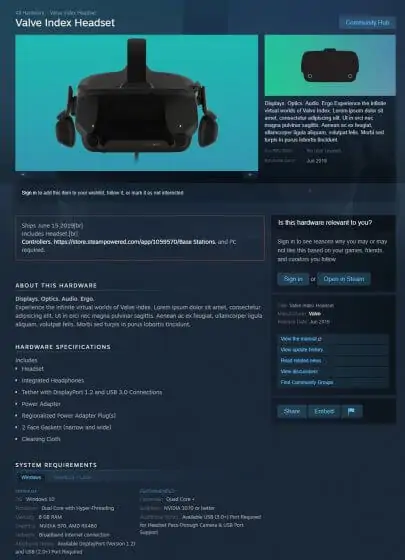 All Hardware > Valve Index Headset
Valve Index Headset
Community Hub
Displays. Optics. Audio. Ergo.Experience the infinite
virtual worlds of Valve Index. Lorem ipsum dolor sit amet,
consectetur adipiscing elit. Ut in orci nec
magna pulvinar sagittis. Aenean ac ex feugiat,
ullamcorper ligula aliquam, volutpat felis. Morbi sed
turpis in purus lobortis tincidunt.
No user reviews
Jun 2019
Sign in to add this item to your wishlist, follow it, or mark it as not interested
Ships June 15 2019[br]
Includes Headset.[br]
Controllers, https://store.steampowered.com/app/1059570/Base Stations, and PC
required.
Is this hardware relevant to you?
Sign in to see reasons why you may or may
not like this based on your games, friends,
and curators you follow.
Sign in or Open in Steam
ABOUT THIS HARDWARE
Displays. Optics. Audio. Ergo.
Experience the infinite virtual worlds of Valve Index. Lorem ipsum dolor sit amet, consectetur
adipiscing elit. Ut in orci nec magna pulvinar sagittis. Aenean ac ex feugiat, ullamcorper ligula
aliquam, volutpat felis. Morbi sed turpis in purus lobortis tincidunt.
Title: Valve Index Headset
Manufacturer: Valve
Release Date: Jun 2019
View the manual
View update history
Read related news
View discussions
Find Community Groups
Share Embed
HARDWARE SPECIFICATIONS
Includes
• Headset
• Integrated Headphones
• Tether with DisplayPort 1.2 and USB 3.0 Connections
• Power Adapter
• Regionalized Power Adapter Plug(s)
• 2 Face Gaskets (narrow and wide)
• Cleaning Cloth
SYSTEM REQUIREMENTS
Windows
MINIMUM:
OS: Windows 10
Processor: Dual Core with Hyper-Threading
Memory: 8 GB RAM
Graphics: NVIDIA 970, AMD RX480
Network: Broadband Internet connection
Additional Notes: Available DisplayPort (Version 1.2)
and USB (2.0+) Port Required
RECOMMENDED:
Processor: Quad Core +
Graphics: NVIDIA 1070 or better
Additional Notes: Available USB (3.0+) Port Required
for Headset Pass-Through Camera & USB Port
Support